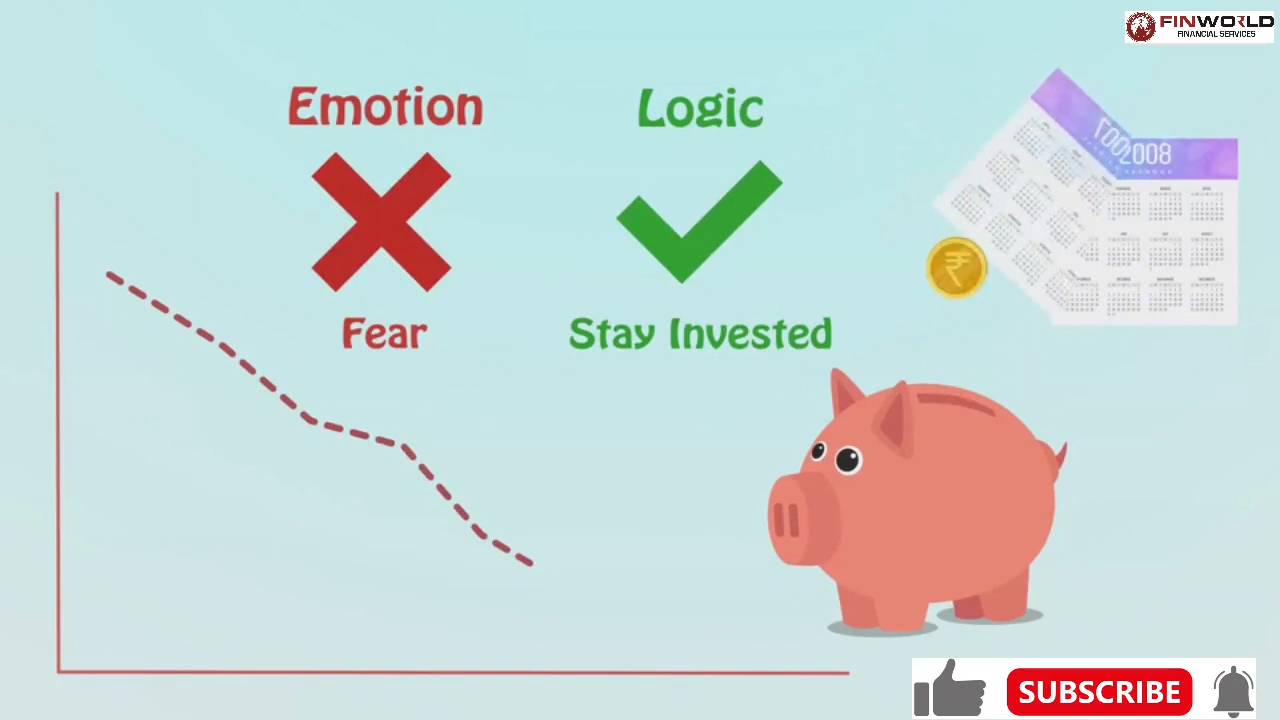 FINWORLD
FINANCIAL SERVICES
Emotion
Logic
2008
₹
Fear
Stay Invested
SUBSCRIBE